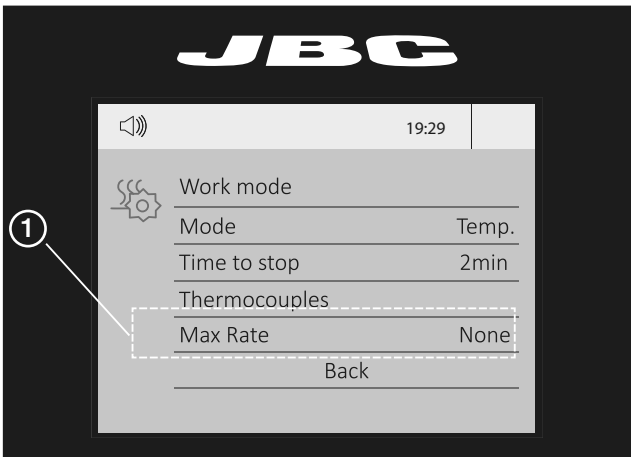 JBC
19:29
Work mode
Mode Temp.
Time to stop 2min
Thermocouples
1
Max Rate None
Back